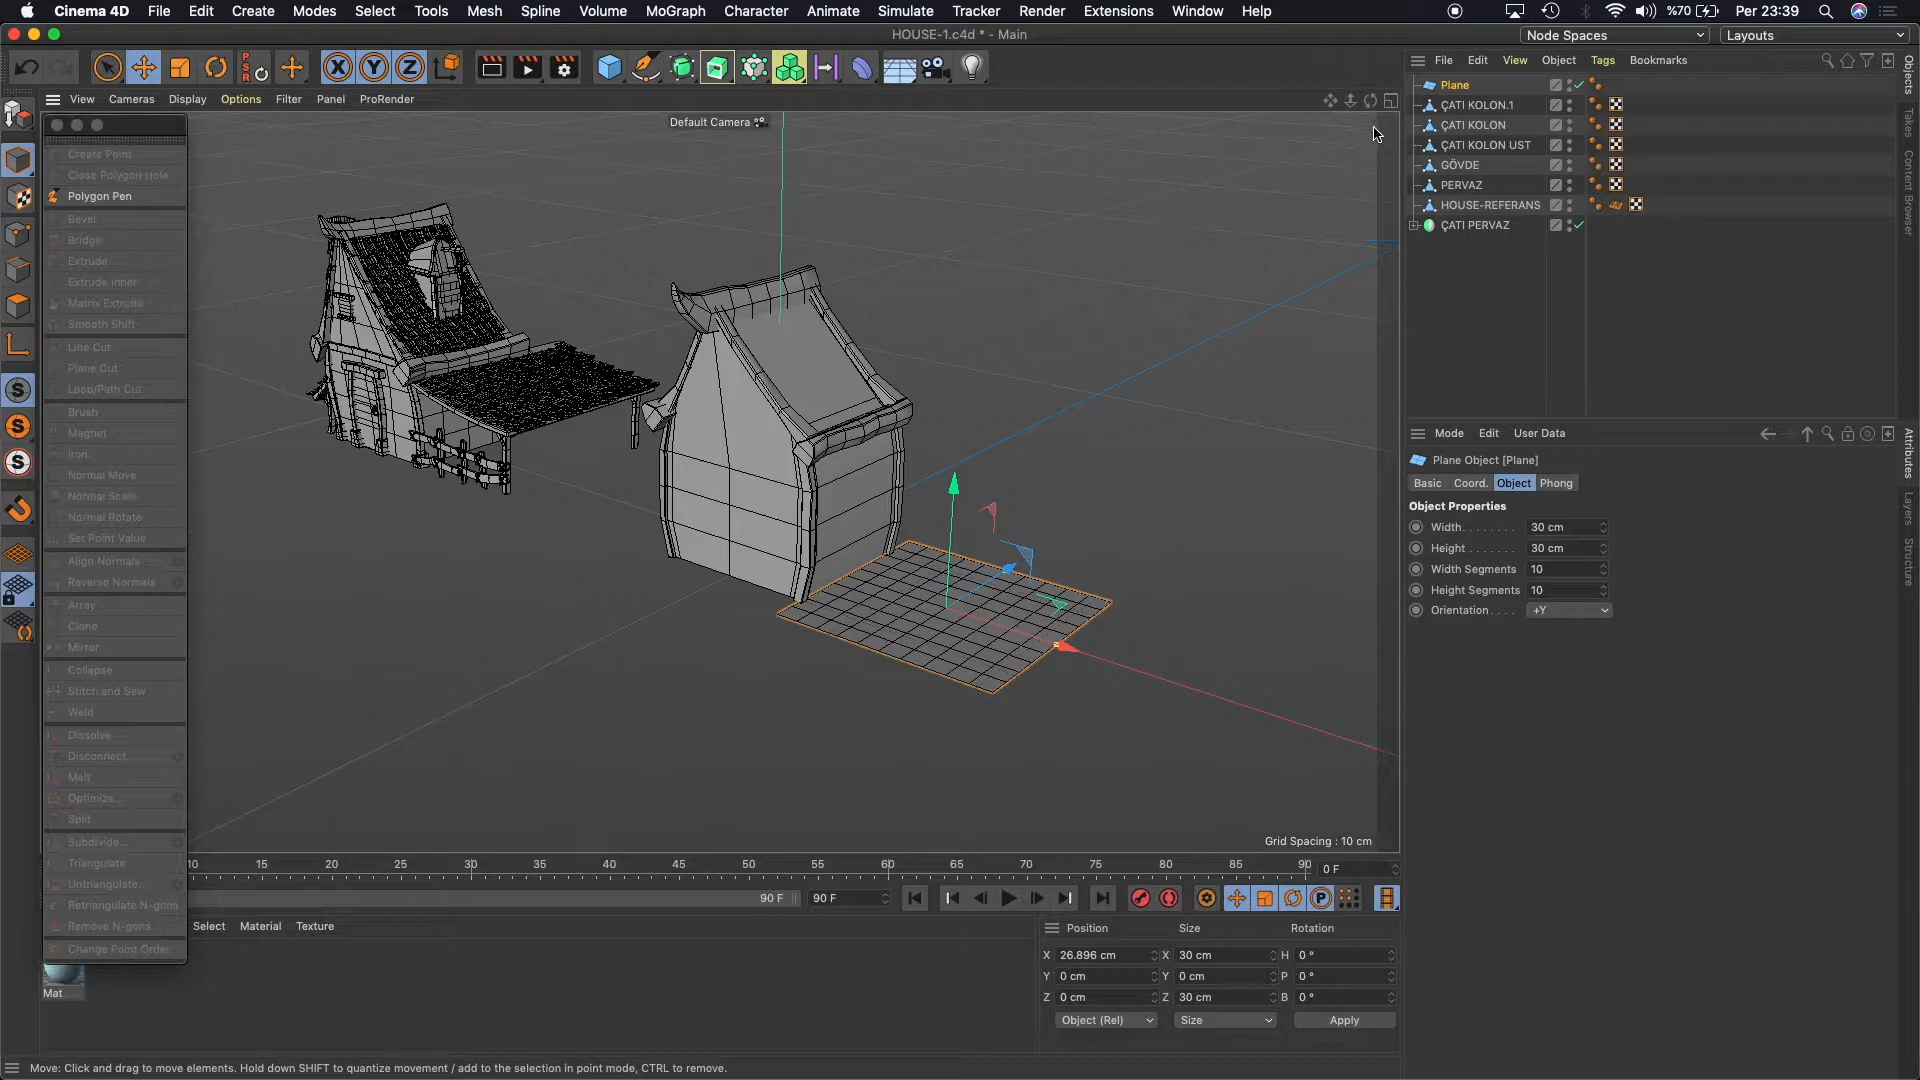 Cinema 4D File Edit Create Modes Select Tools Mesh Spline Volume MoGraph Character Animate Simulate Tracker Render Extensions Window Help %70 Per 23:39
HOUSE-1.c4d * - Main
Node Spaces Layouts
File Edit View Object Tags Bookmarks
View Cameras Display Options Filter Panel ProRender
Default Camera
Create Point
Close Polygon Hole
Polygon Pen
Bevel
Bridge
Extrude
Extrude Inner
Matrix Extrude
Smooth Shift
Line Cut
Plane Cut
Loop/Path Cut
Brush
Magnet
Iron
Normal Move
Normal Scale
Normal Rotate
Set Point Value
Align Normals
Reverse Normals
Array
Clone
Mirror
Collapse
Stitch and Sew
Weld
Dissolve
Disconnect...
Melt
Optimize...
Split
Subdivide...
Triangulate
Untriangulate...
Retriangulate N-gons
Remove N-gons
Change Point Order
Plane
ÇATI KOLON.1
ÇATI KOLON
ÇATI KOLON UST
GÖVDE
PERVAZ
HOUSE-REFERANS
ÇATI PERVAZ
Objects
Takes
Content Browser
Mode Edit User Data
Plane Object [Plane]
Basic Coord. Object Phong
Object Properties
Width 30 cm
Height 30 cm
Width Segments 10
Height Segments 10
Orientation +Y
Attributes
Layers
Structure
Grid Spacing : 10 cm
10 15 20 25 30 35 40 45 50 55 60 65 70 75 80 85 90 0 F
90 F 90 F
Select Material Texture
Mat
Position Size Rotation
X 26.896 cm X 30 cm H 0 °
Y 0 cm Y 0 cm P 0 °
Z 0 cm Z 30 cm B 0 °
Object (Rel) Size Apply
Move: Click and drag to move elements. Hold down SHIFT to quantize movement / add to the selection in point mode, CTRL to remove.